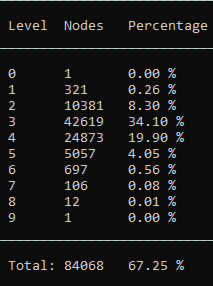 Level Nodes Percentage
0 1 0.00 %
1 321 0.26 %
2 10381 8.30 %
3 42619 34.10 %
4 24873 19.90 %
5 5057 4.05 %
6 697 0.56 %
7 106 0.08 %
8 12 0.01 %
9 1 0.00 %
Total: 84068 67.25 %